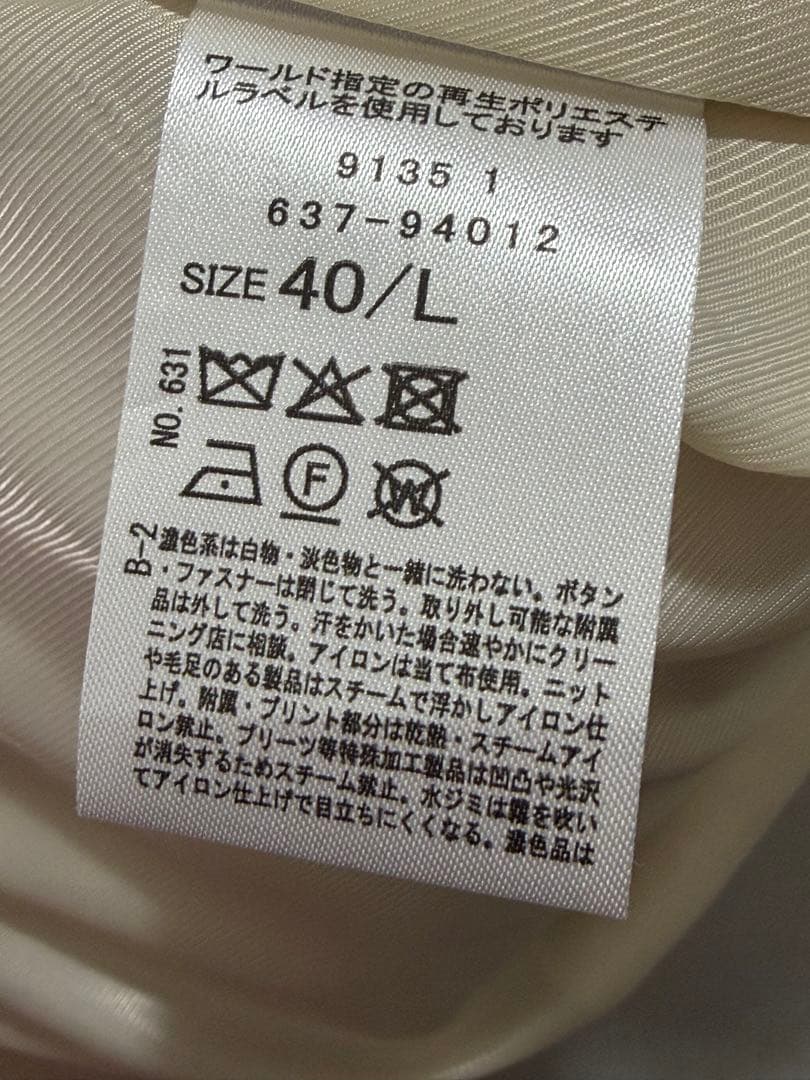 ワールド指定の再生ポリエステ
ルラベルを使用しております
9135 1
637-94012
SIZE 40/L
NO. 631
F
W
B-2
濃色系は白物・淡色物と一緒に洗わない。ボタン
・ファスナーは閉じて洗う。取り外し可能な附属
品は外して洗う。汗をかいた場合速やかにクリー
ニング店に相談。アイロンは当て布使用。ニット
や毛足のある製品はスチームで浮かしアイロン仕
上げ。附属・プリント部分は乾熱・スチームアイ
ロン禁止。プリーツ等特殊加工製品は凹凸や光沢
が消失するためスチーム禁止。水ジミは霧を吹い
てアイロン仕上げで目立ちにくくなる。濃色品は